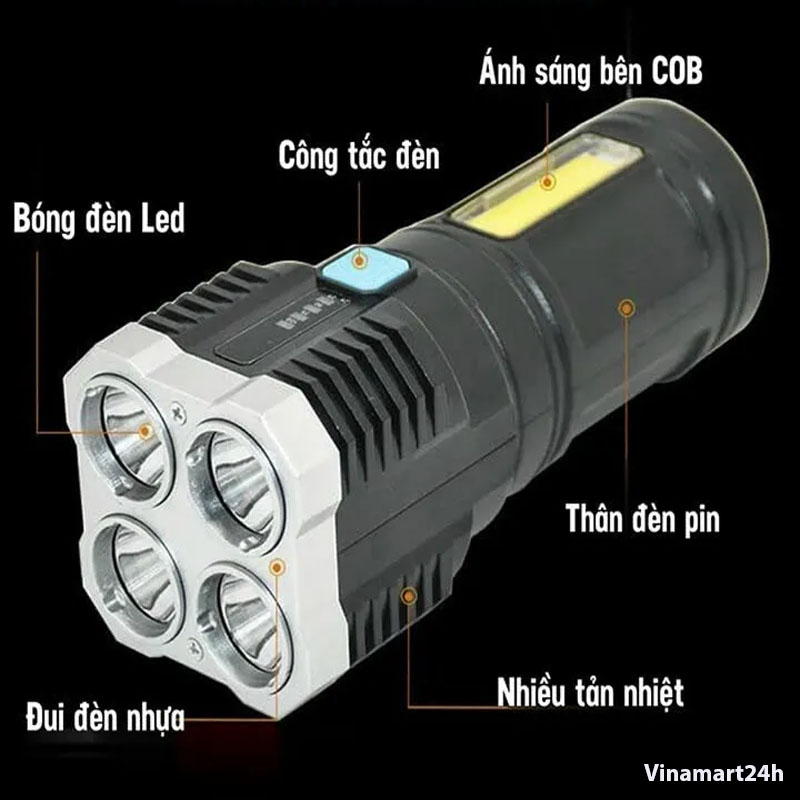 Ánh sáng bên COB
Công tắc đèn
Bóng đèn Led
Thân đèn pin
Nhiều tản nhiệt
Đui đèn nhựa
Vinamart24h